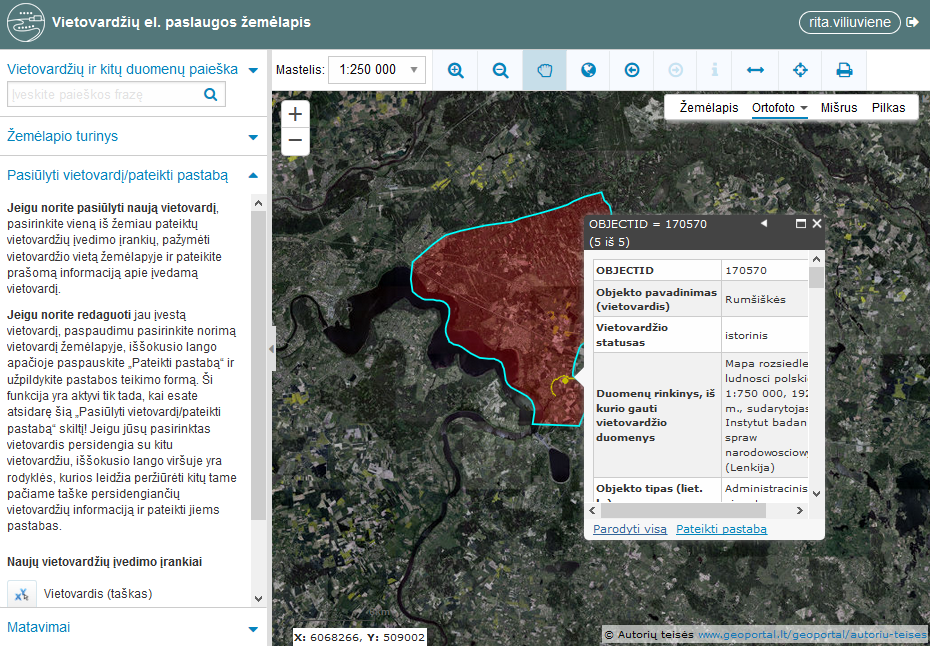 Vietovardžių el. paslaugos žemėlapis
rita.viliuviene
Vietovardžių ir kitų duomenų paieška
Įveskite paieškos frazę
Žemėlapio turinys
Pasiūlyti vietovardį/pateikti pastabą
Jeigu norite pasiūlyti naują vietovardį,
pasirinkite vieną iš žemiau pateiktų
vietovardžių įvedimo įrankių, pažymėti
vietovardžio vietą žemėlapyje ir pateikite
prašomą informaciją apie įvedamą
vietovardį.
Jeigu norite redaguoti jau įvestą
vietovardį, paspaudimu pasirinkite norimą
vietovardį žemėlapyje, iššokusio lango
apačioje paspauskite „Pateikti pastabą“ ir
užpildykite pastabos teikimo formą. Ši
funkcija yra aktyvi tik tada, kai esate
atsidarę šią „Pasiūlyti vietovardį/pateikti
pastabą“ skiltį! Jeigu jūsų pasirinktas
vietovardis persidengia su kitu
vietovardžiu, iššokusio lango viršuje yra
rodyklės, kurios leidžia peržiūrėti kitų tame
pačiame taške persidengiančių
vietovardžių informaciją ir pateikti jiems
pastabas.
Naujų vietovardžių įvedimo įrankiai
Vietovardis (taškas)
Matavimai
Mastelis: 1:250 000
Žemėlapis Ortofoto Mišrus Pilkas
OBJECTID = 170570
(5 iš 5)
OBJECTID 170570
Objekto pavadinimas
(vietovardis)
Rumšiškės
Vietovardžio
statusas
istorinis
Duomenų rinkinys, iš
kurio gauti
vietovardžio
duomenys
Mapa rozsiedle
ludnosci polski
1:750 000, 192
m., sudarytojas
Instytut badan
spraw
narodowosciow
(Lenkija)
Objekto tipas (liet.
Administracinis
Parodyti visą Pateikti pastabą
X: 6068266, Y: 509002
© Autorių teisės www.geoportal.lt/geoportal/autoriu-teises